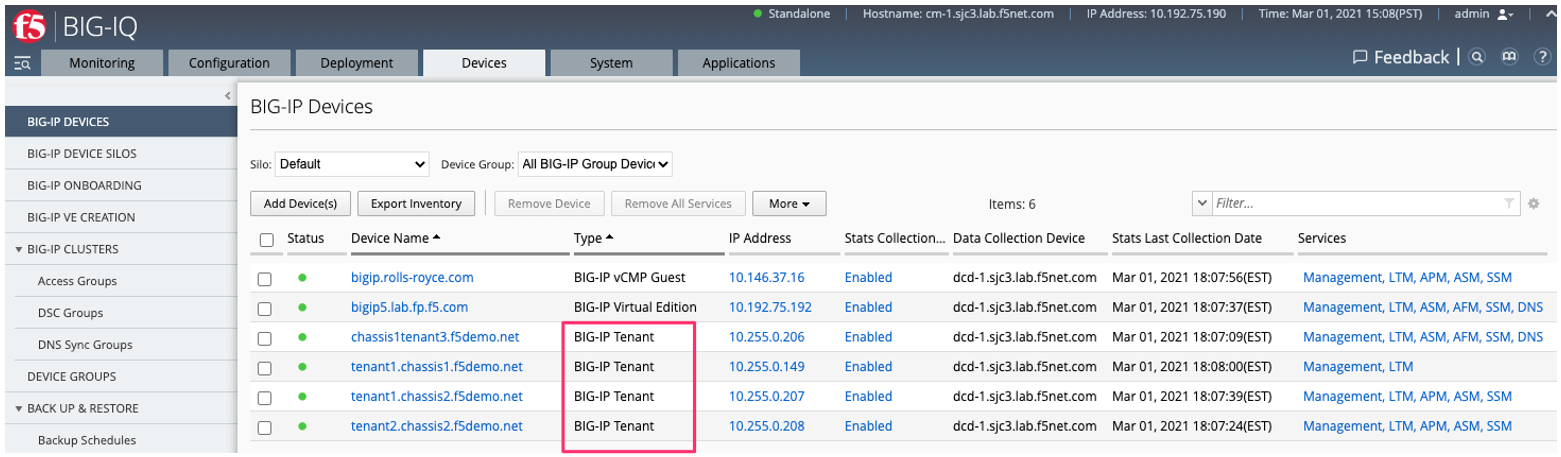 f5 BIG-IQ Standalone Hostname: cm-1.sjc3.lab.f5net.com IP Address: 10.192.75.190 Time: Mar 01, 2021 15:08(PST) admin
Monitoring Configuration Deployment Devices System Applications Feedback ?
BIG-IP DEVICES
BIG-IP DEVICE SILOS
BIG-IP ONBOARDING
BIG-IP VE CREATION
BIG-IP CLUSTERS
Access Groups
DSC Groups
DNS Sync Groups
DEVICE GROUPS
BACK UP & RESTORE
Backup Schedules
BIG-IP Devices
Silo: Default Device Group: All BIG-IP Group Device
Add Device(s) Export Inventory Remove Device Remove All Services More Items: 6 Filter...
Status Device Name Type IP Address Stats Collection... Data Collection Device Stats Last Collection Date Services
bigip.rolls-royce.com BIG-IP vCMP Guest 10.146.37.16 Enabled dcd-1.sjc3.lab.f5net.com Mar 01, 2021 18:07:56(EST) Management, LTM, APM, ASM, SSM
bigip5.lab.fp.f5.com BIG-IP Virtual Edition 10.192.75.192 Enabled dcd-1.sjc3.lab.f5net.com Mar 01, 2021 18:07:37(EST) Management, LTM, ASM, AFM, SSM, DNS
chassis1tenant3.f5demo.net BIG-IP Tenant 10.255.0.206 Enabled dcd-1.sjc3.lab.f5net.com Mar 01, 2021 18:07:09(EST) Management, LTM, ASM, AFM, SSM, DNS
tenant1.chassis1.f5demo.net BIG-IP Tenant 10.255.0.149 Enabled dcd-1.sjc3.lab.f5net.com Mar 01, 2021 18:08:00(EST) Management, LTM
tenant1.chassis2.f5demo.net BIG-IP Tenant 10.255.0.207 Enabled dcd-1.sjc3.lab.f5net.com Mar 01, 2021 18:07:39(EST) Management, LTM, APM, ASM, SSM
tenant2.chassis2.f5demo.net BIG-IP Tenant 10.255.0.208 Enabled dcd-1.sjc3.lab.f5net.com Mar 01, 2021 18:07:24(EST) Management, LTM, APM, ASM, SSM